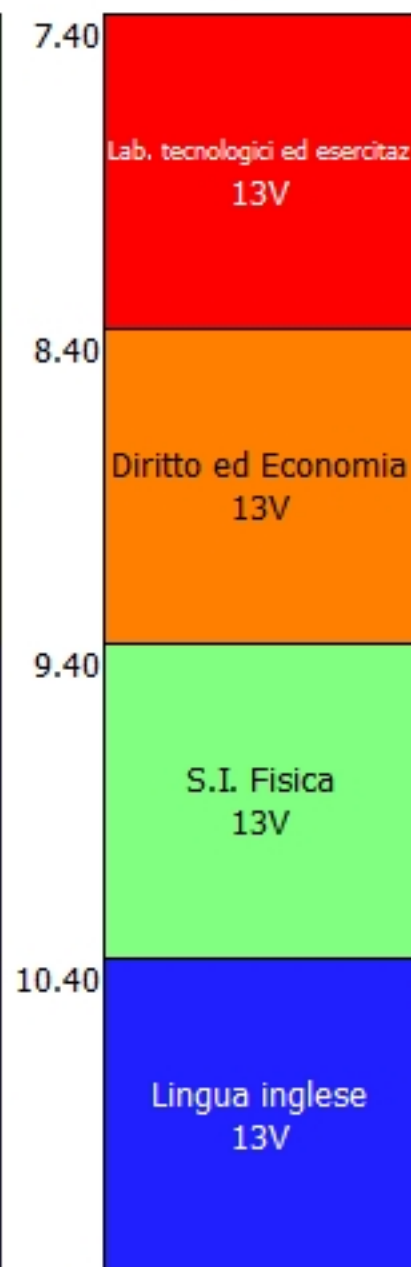 7.40
Lab. tecnologici ed esercitaz
13V
8.40
Diritto ed Economia
13V
9.40
S.I. Fisica
13V
10.40
Lingua inglese
13V